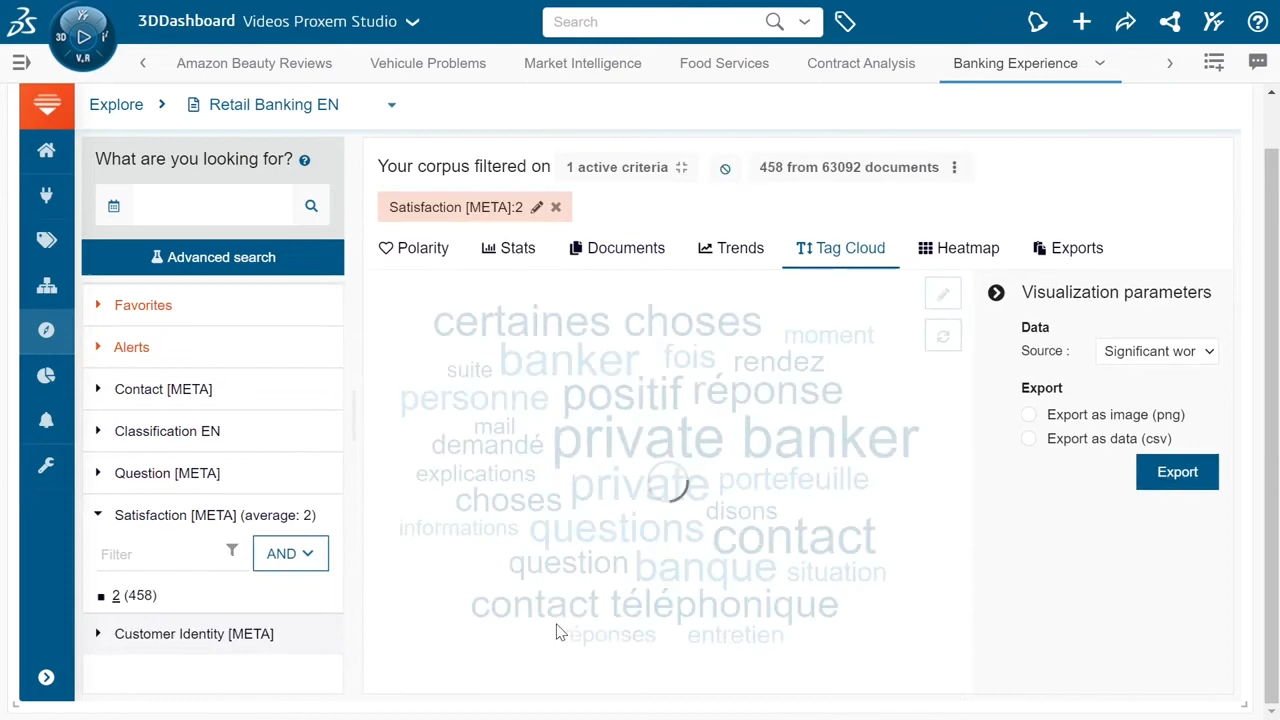 3DDashboard Videos Proxem Studio
Search
3D
V.R
Amazon Beauty Reviews
Vehicule Problems
Market Intelligence
Food Services
Contract Analysis
Banking Experience
Explore
Retail Banking EN
What are you looking for?
Advanced search
Favorites
Alerts
Contact [META]
Classification EN
Question [META]
Satisfaction [META] (average: 2)
Filter
AND
2 (458)
Customer Identity [META]
Your corpus filtered on
1 active criteria
458 from 63092 documents
Satisfaction [META]:2
Polarity
Stats
Documents
Trends
Tag Cloud
Heatmap
Exports
certaines choses
moment
suite banker fois rendez
personne positif réponse
mail
demandé private banker
explications private portefeuille
choses disons
informations questions contact
question banque situation
contact téléphonique
réponses entretien
Visualization parameters
Data
Source : Significant wor
Export
Export as image (png)
Export as data (csv)
Export